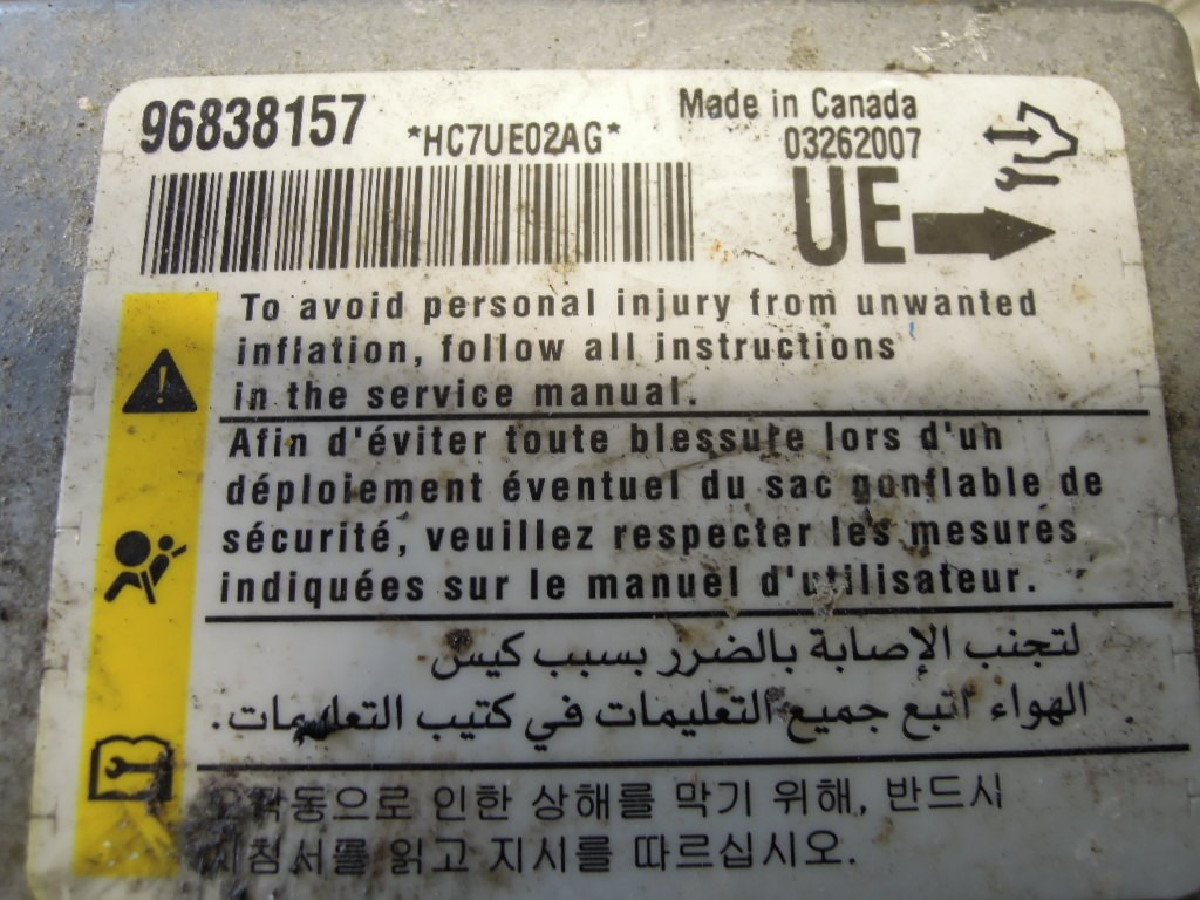 96838157
*HC7UE02AG*
Made in Canada
03262007
UE
To avoid personal injury from unwanted
inflation, follow all instructions
in the service manual.
Afin d'éviter toute blessure lors d'un
déploiement éventuel du sac gonflable de
sécurité, veuillez respecter les mesures
indiquées sur le manuel d'utilisateur.
لتجنب الإصابة بالضرر بسبب كيس
الهواء اتبع جميع التعليمات في كتيب التعليمات.
오작동으로 인한 상해를 막기 위해, 반드시
지침서를 읽고 지시를 따르십시오.